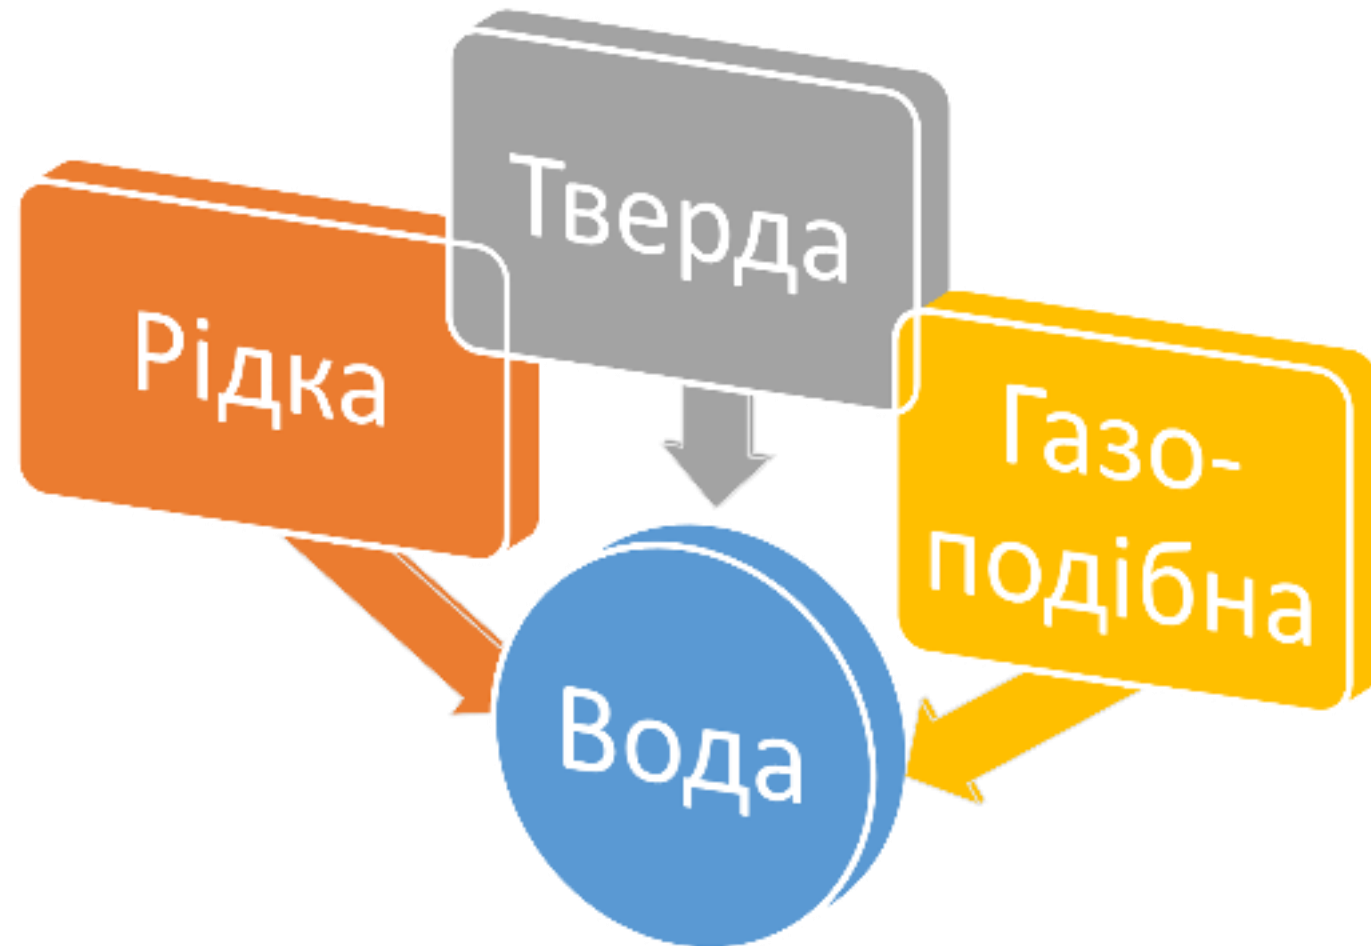 Рідка
Тверда
Газо-
подібна
Вода